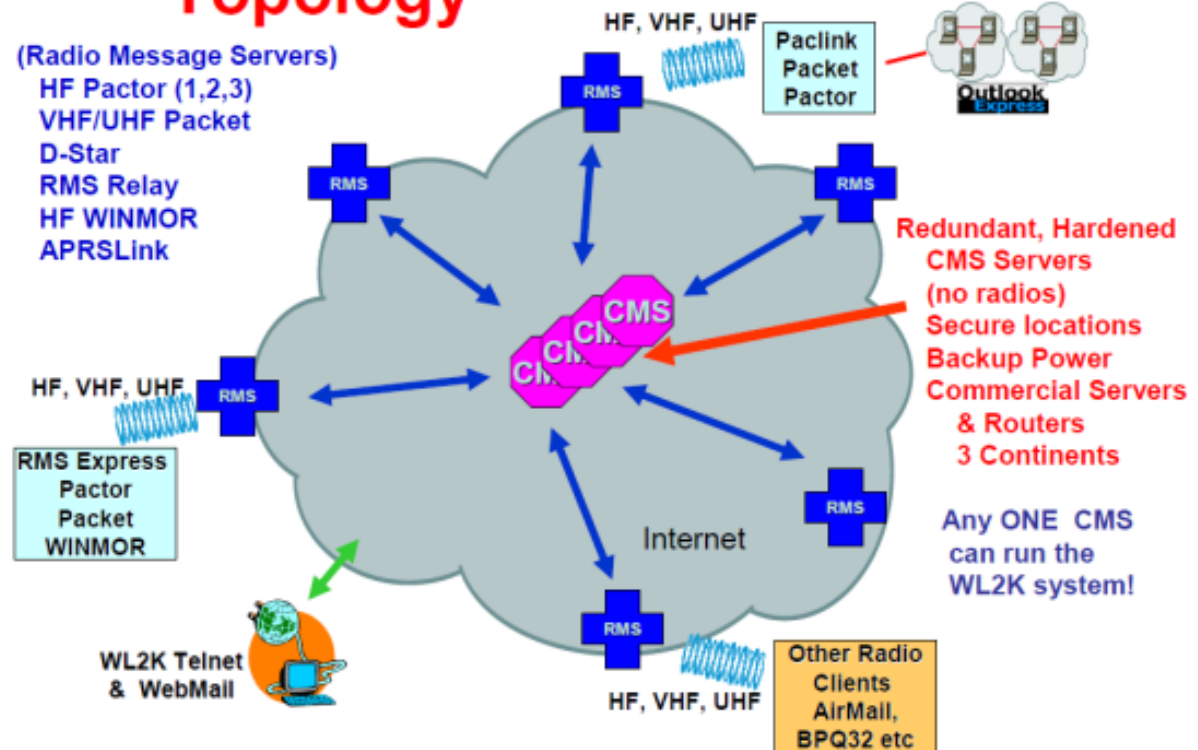 Topology
(Radio Message Servers)
HF Pactor (1,2,3)
VHF/UHF Packet
D-Star
RMS Relay
HF WINMOR
APRSLink
HF, VHF, UHF
Paclink
Packet
Pactor
Outlook
Express
RMS
RMS
RMS
Redundant, Hardened
CMS Servers
(no radios)
Secure locations
Backup Power
Commercial Servers
& Routers
3 Continents
CMS
CM
CM
CM
HF, VHF, UHF
RMS
RMS Express
Pactor
Packet
WINMOR
RMS
Any ONE CMS
can run the
WL2K system!
Internet
RMS
WL2K Telnet
& WebMail
HF, VHF, UHF
Other Radio
Clients
AirMail,
BPQ32 etc